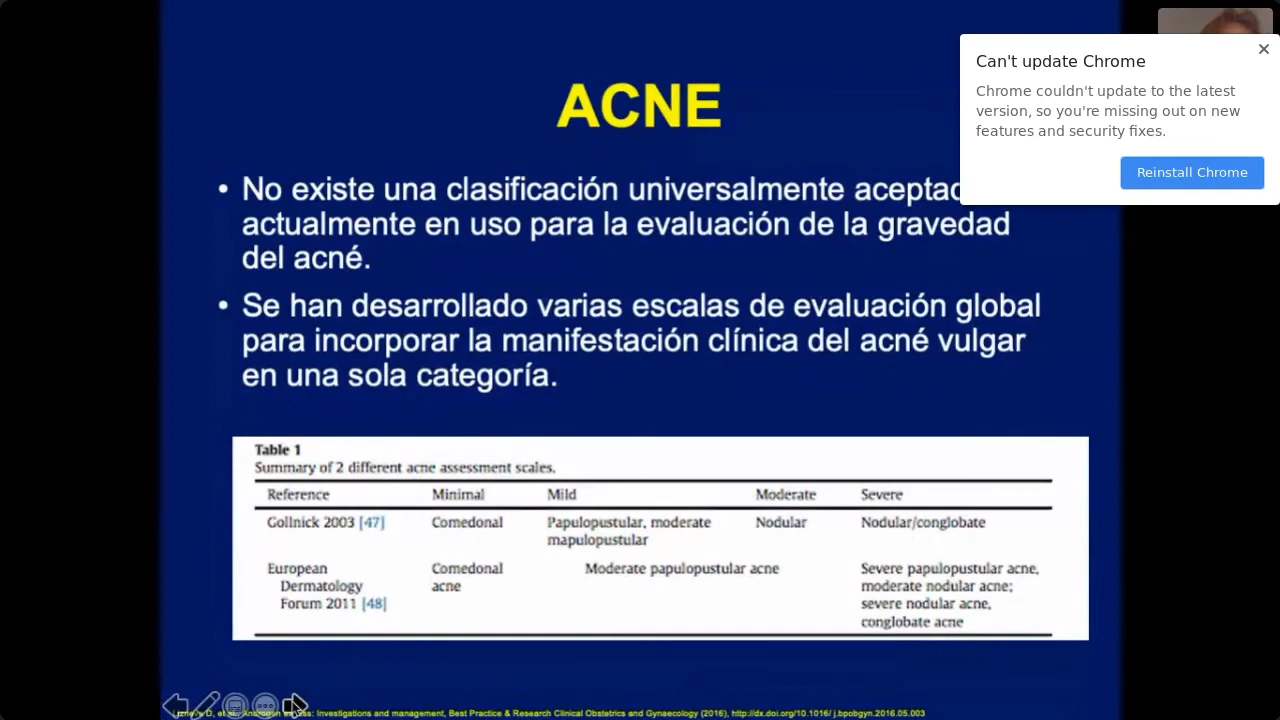 ACNE
Can't update Chrome
Chrome couldn't update to the latest
version, so you're missing out on new
features and security fixes.
Reinstall Chrome
• No existe una clasificación universalmente
actualmente en uso para la evaluación de la gravedad
del acné.
• Se han desarrollado varias escalas de evaluación global
para incorporar la manifestación clínica del acné vulgar
en una sola categoría.
Table 1
Summary of 2 different acne assessment scales.
Reference Minimal Mild Moderate Severe
Gollnick 2003 [47] Comedonal Papulopustular, moderate Nodular Nodular/conglobate
mapulopustular
European Comedonal Moderate papulopustular acne Severe papulopustular acne,
Dermatology acne moderate nodular acne;
Forum 2011 [48] severe nodular acne,
conglobate acne
D, et al. Investigations and management, Best Practice & Research Clinical Obstetrics and Gynaecology (2016), http://dx.doi.org/10.1016/ j.bpobgyn.2016.05.003